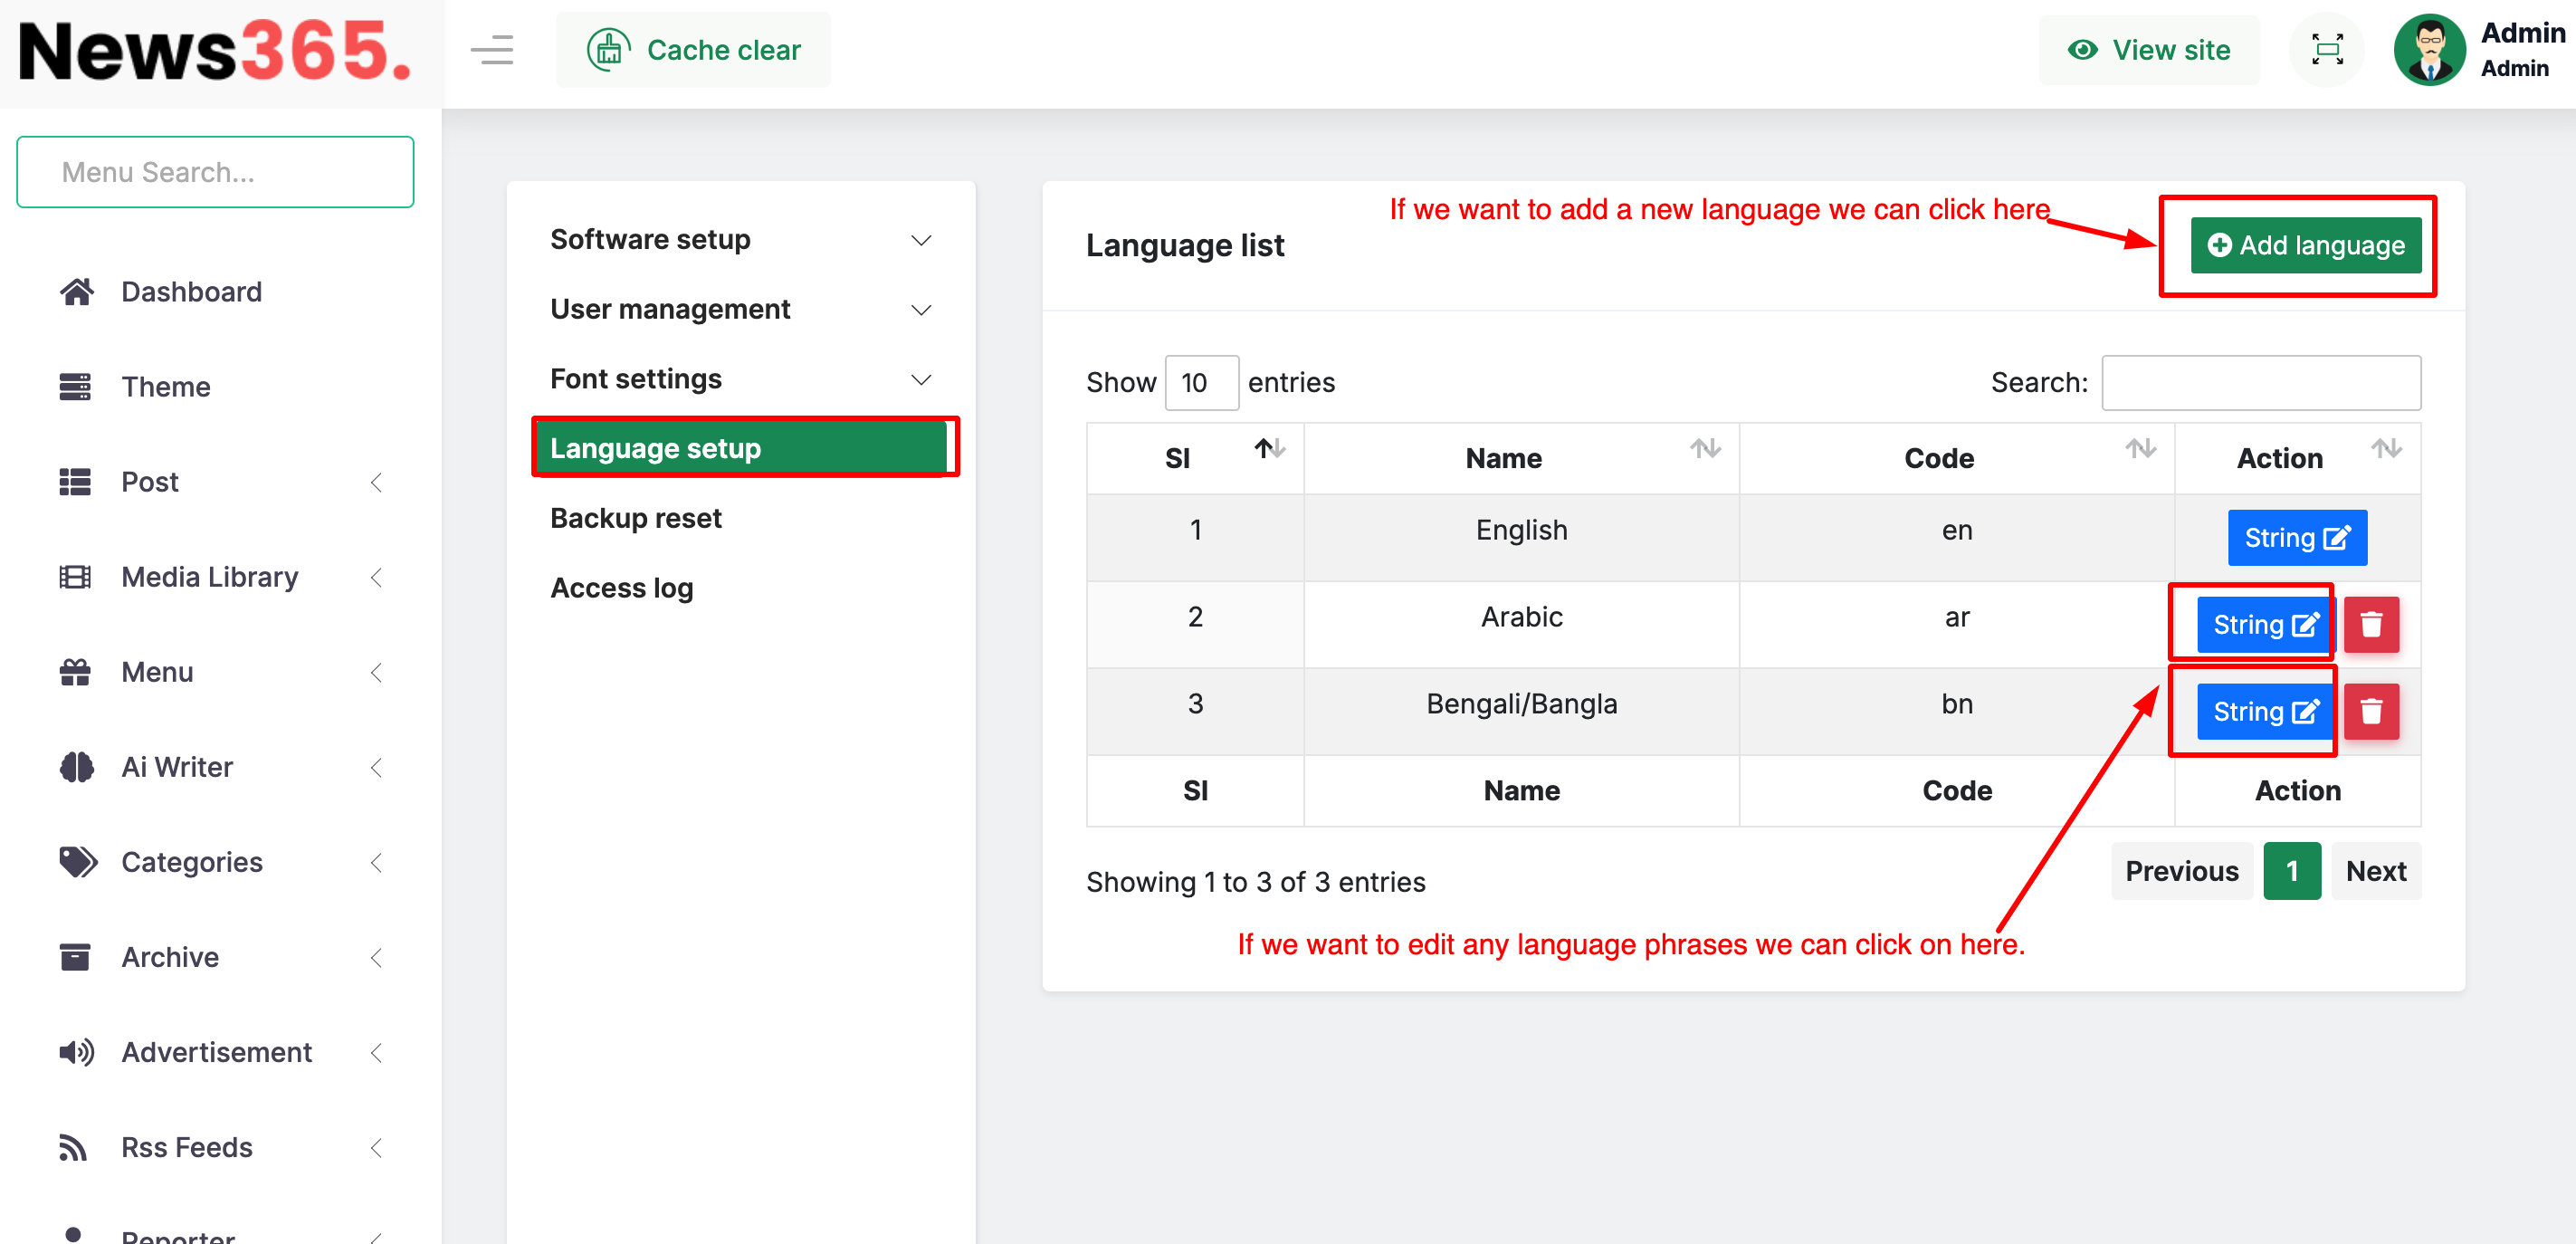 News365.
Cache clear
View site
Admin
Admin
Menu Search...
Dashboard
Theme
Post
Media Library
Menu
Ai Writer
Categories
Archive
Advertisement
Rss Feeds
Reporter
Software setup
User management
Font settings
Language setup
Backup reset
Access log
If we want to add a new language we can click here
Language list
Add language
Show 10 entries
Search:
Sl Name Code Action
1 English en String
2 Arabic ar String
3 Bengali/Bangla bn String
Sl Name Code Action
Showing 1 to 3 of 3 entries
Previous 1 Next
If we want to edit any language phrases we can click on here.